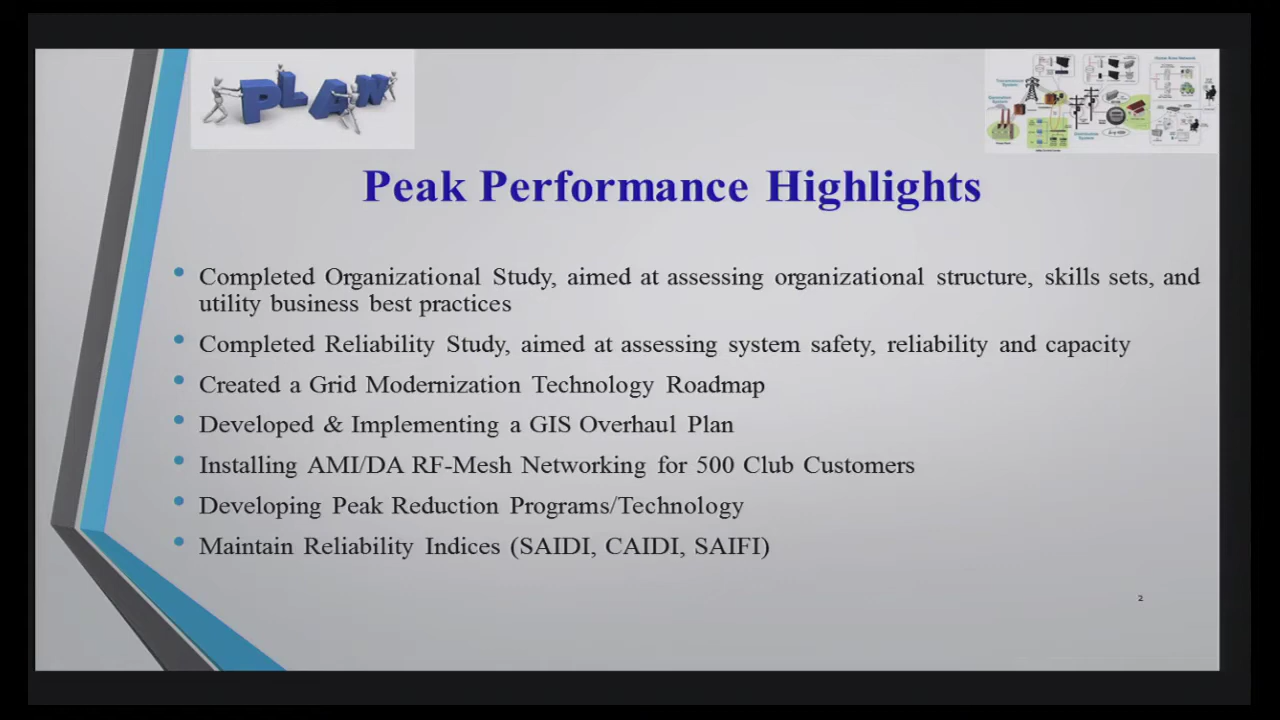 PLAN
Peak Performance Highlights
• Completed Organizational Study, aimed at assessing organizational structure, skills sets, and
utility business best practices
• Completed Reliability Study, aimed at assessing system safety, reliability and capacity
• Created a Grid Modernization Technology Roadmap
• Developed & Implementing a GIS Overhaul Plan
• Installing AMI/DA RF-Mesh Networking for 500 Club Customers
• Developing Peak Reduction Programs/Technology
• Maintain Reliability Indices (SAIDI, CAIDI, SAIFI)
2